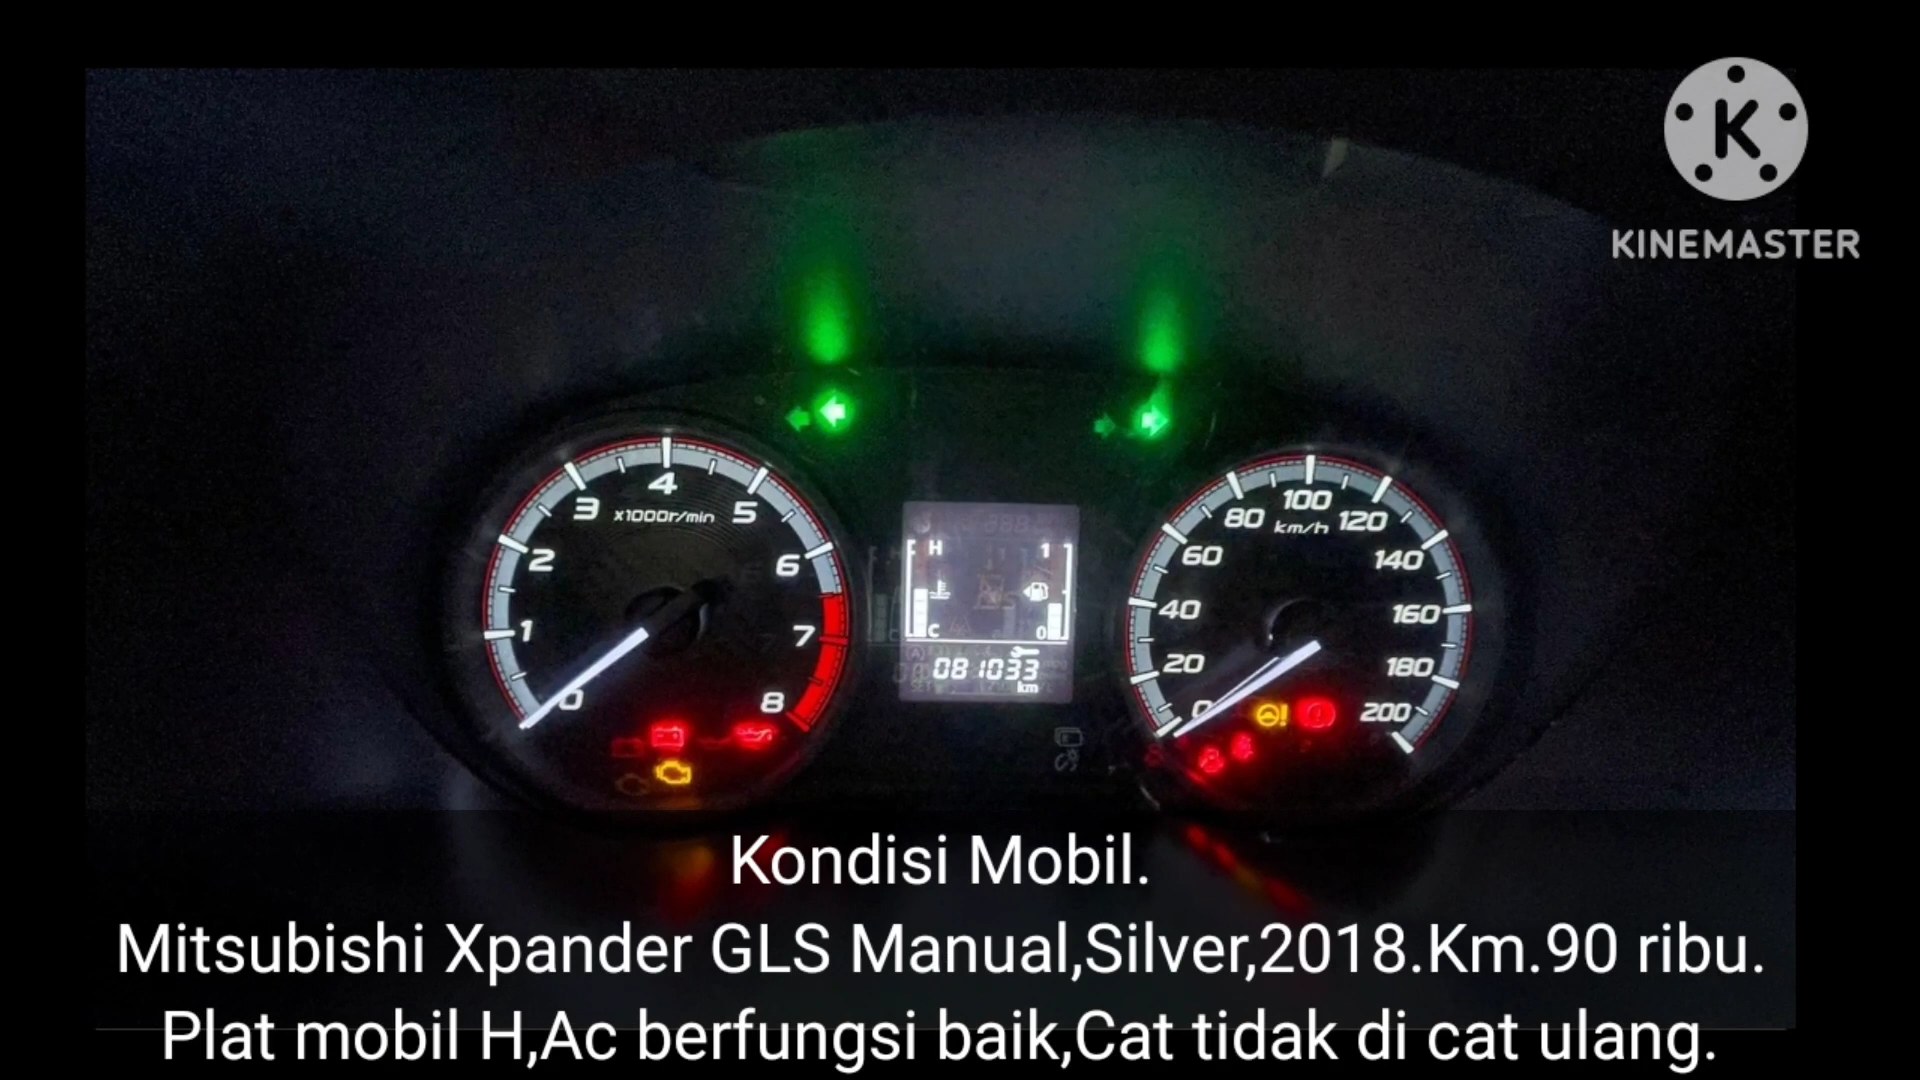 K
KINEMASTER
0 1 2 3 4 5 6 7 8
x1000r/min
H 1
C 0
081033
km
0 20 40 60 80 100 120 140 160 180 200
km/h
Kondisi Mobil.
Mitsubishi Xpander GLS Manual,Silver,2018.Km.90 ribu.
Plat mobil H,Ac berfungsi baik,Cat tidak di cat ulang.